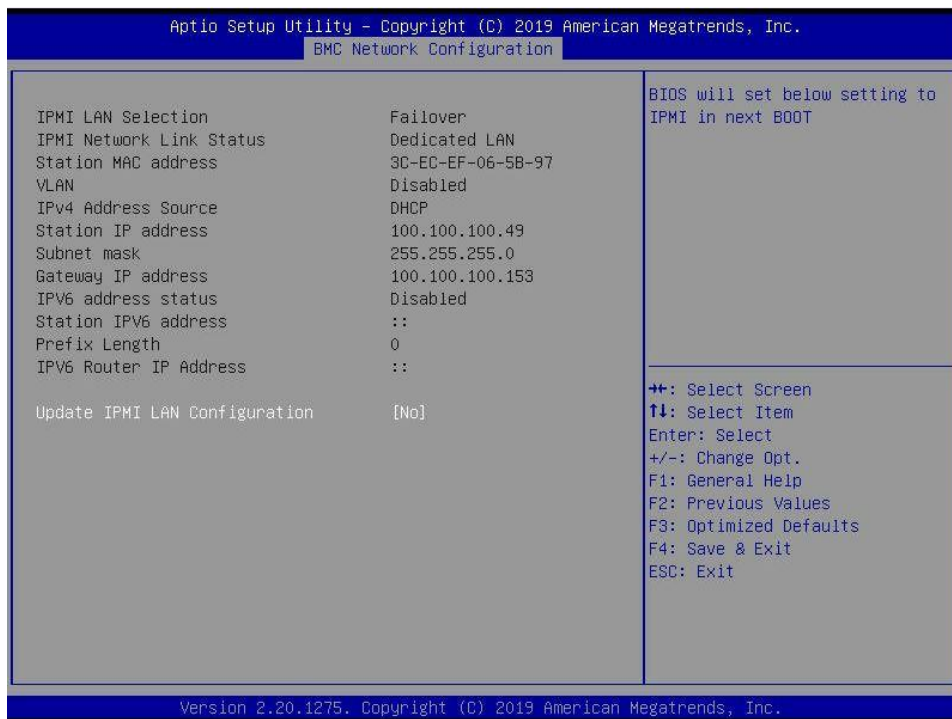 Aptio Setup Utility – Copyright (C) 2019 American Megatrends, Inc.
BMC Network Configuration
IPMI LAN Selection Failover
IPMI Network Link Status Dedicated LAN
Station MAC address 3C-EC-EF-06-5B-97
VLAN Disabled
IPv4 Address Source DHCP
Station IP address 100.100.100.49
Subnet mask 255.255.255.0
Gateway IP address 100.100.100.153
IPV6 address status Disabled
Station IPV6 address ::
Prefix Length 0
IPV6 Router IP Address ::
Update IPMI LAN Configuration [No]
BIOS will set below setting to
IPMI in next BOOT
→←: Select Screen
↑↓: Select Item
Enter: Select
+/-: Change Opt.
F1: General Help
F2: Previous Values
F3: Optimized Defaults
F4: Save & Exit
ESC: Exit
Version 2.20.1275. Copyright (C) 2019 American Megatrends, Inc.